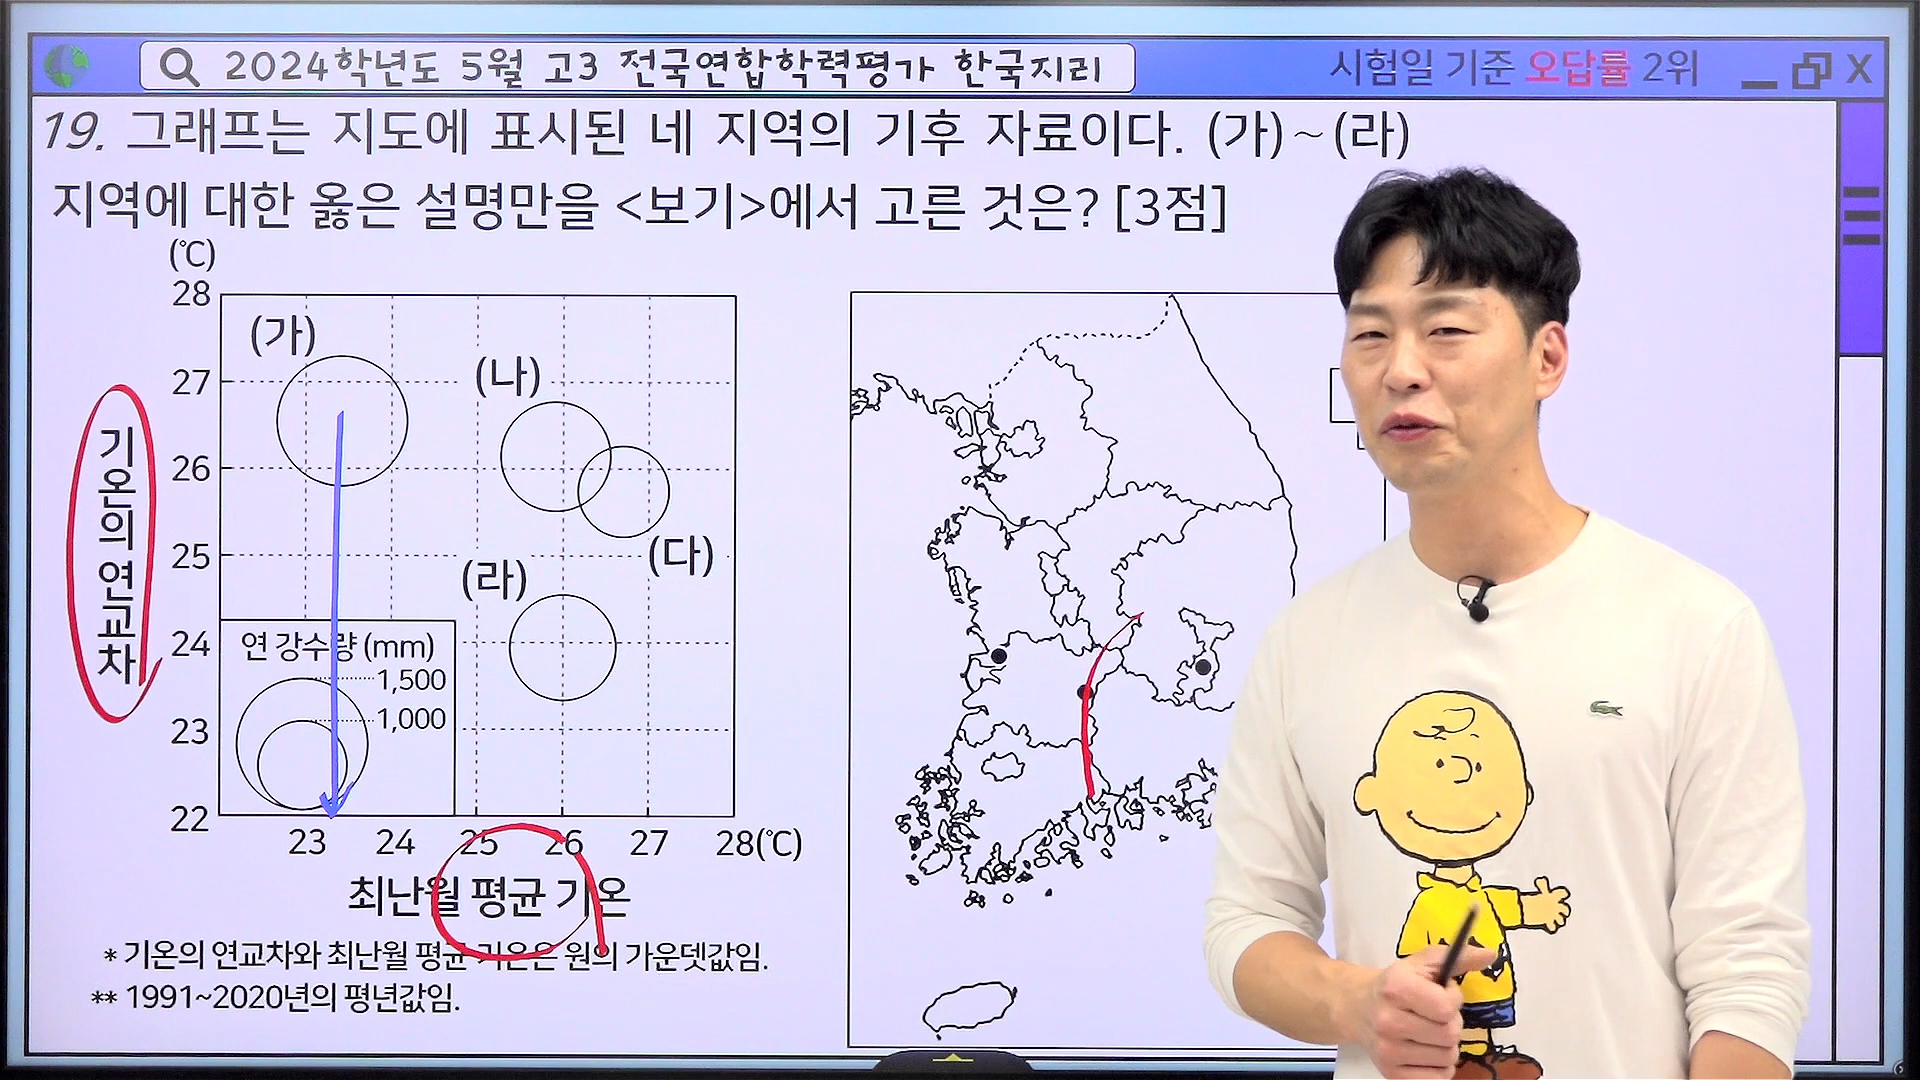 2024학년도 5월 고3 전국연합학력평가 한국지리
시험일 기준 오답률 2위
X
19. 그래프는 지도에 표시된 네 지역의 기후 자료이다. (가)~(라)
지역에 대한 옳은 설명만을 <보기>에서 고른 것은? [3점]
(℃)
28
27
26
25
24
23
22
(가)
(나)
(다)
(라)
기온의 연교차
연 강수량 (mm)
1,500
1,000
23 24 25 26 27 28(℃)
최난월 평균 기온
* 기온의 연교차와 최난월 평균 기온은 원의 가운뎃값임.
** 1991~2020년의 평년값임.